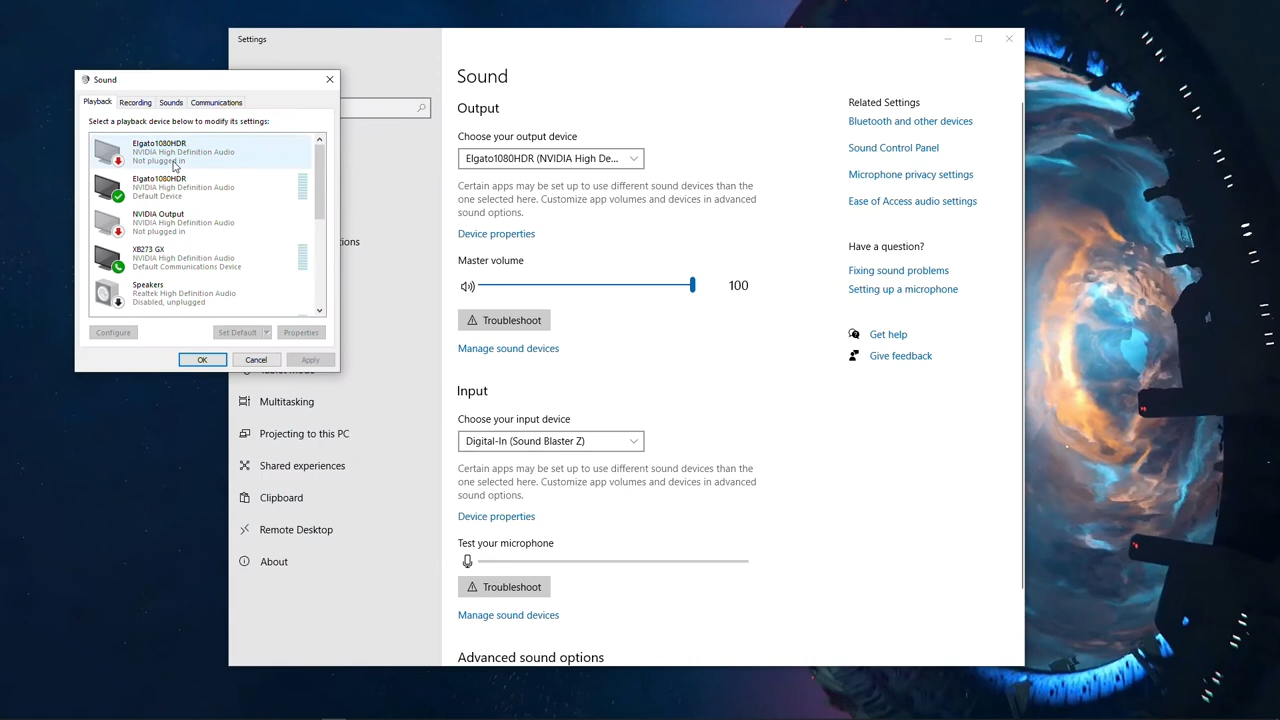 Settings
Sound
Playback
Recording
Sounds
Communications
Select a playback device below to modify its settings:
Elgato1080HDR
NVIDIA High Definition Audio
Not plugged in
Elgato1080HDR
NVIDIA High Definition Audio
Default Device
NVIDIA Output
NVIDIA High Definition Audio
Not plugged in
XB273 GX
NVIDIA High Definition Audio
Default Communications Device
Speakers
Realtek High Definition Audio
Disabled, unplugged
Configure
Set Default
Properties
OK
Cancel
Apply
Multitasking
Projecting to this PC
Shared experiences
Clipboard
Remote Desktop
About
Sound
Output
Choose your output device
Elgato1080HDR (NVIDIA High De...
Certain apps may be set up to use different sound devices than the
one selected here. Customize app volumes and devices in advanced
sound options.
Device properties
Master volume
100
Troubleshoot
Manage sound devices
Input
Choose your input device
Digital-In (Sound Blaster Z)
Certain apps may be set up to use different sound devices than the
one selected here. Customize app volumes and devices in advanced
sound options.
Device properties
Test your microphone
Troubleshoot
Manage sound devices
Advanced sound options
Related Settings
Bluetooth and other devices
Sound Control Panel
Microphone privacy settings
Ease of Access audio settings
Have a question?
Fixing sound problems
Setting up a microphone
Get help
Give feedback